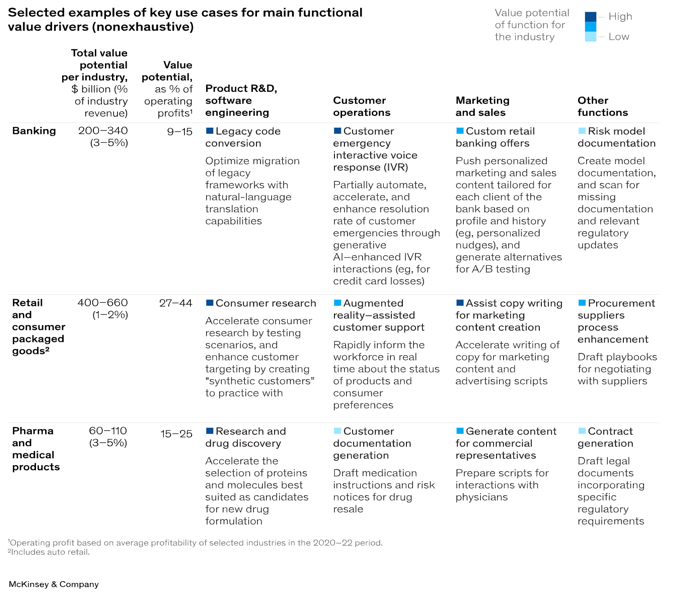 Selected examples of key use cases for main functional
value drivers (nonexhaustive)
Value potential
of function for
the industry
High
Low
Total value
potential
per industry,
$ billion (%
of industry
revenue)
Value
potential,
as % of
operating
profits¹
Product R&D,
software
engineering
Customer
operations
Marketing
and sales
Other
functions
Banking
200–340
(3–5%)
9–15
Legacy code
conversion
Optimize migration
of legacy
frameworks with
natural-language
translation
capabilities
Customer
emergency
interactive voice
response (IVR)
Partially automate,
accelerate, and
enhance resolution
rate of customer
emergencies through
generative
AI–enhanced IVR
interactions (eg, for
credit card losses)
Custom retail
banking offers
Push personalized
marketing and sales
content tailored for
each client of the
bank based on
profile and history
(eg, personalized
nudges), and
generate alternatives
for A/B testing
Risk model
documentation
Create model
documentation,
and scan for
missing
documentation
and relevant
regulatory
updates
Retail
and
consumer
packaged
goods²
400–660
(1–2%)
27–44
Consumer research
Accelerate consumer
research by testing
scenarios, and
enhance customer
targeting by creating
“synthetic customers”
to practice with
Augmented
reality–assisted
customer support
Rapidly inform the
workforce in real
time about the status
of products and
consumer
preferences
Assist copy writing
for marketing
content creation
Accelerate writing of
copy for marketing
content and
advertising scripts
Procurement
suppliers
process
enhancement
Draft playbooks
for negotiating
with suppliers
Pharma
and
medical
products
60–110
(3–5%)
15–25
Research and
drug discovery
Accelerate the
selection of proteins
and molecules best
suited as candidates
for new drug
formulation
Customer
documentation
generation
Draft medication
instructions and risk
notices for drug
resale
Generate content
for commercial
representatives
Prepare scripts for
interactions with
physicians
Contract
generation
Draft legal
documents
incorporating
specific
regulatory
requirements
¹Operating profit based on average profitability of selected industries in the 2020–22 period.
²Includes auto retail.
McKinsey & Company